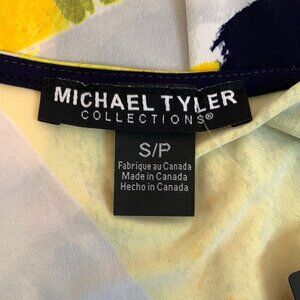 MICHAEL TYLER
COLLECTIONS®
S/P
Fabriqué au Canada
Made in Canada
Hecho in Canada